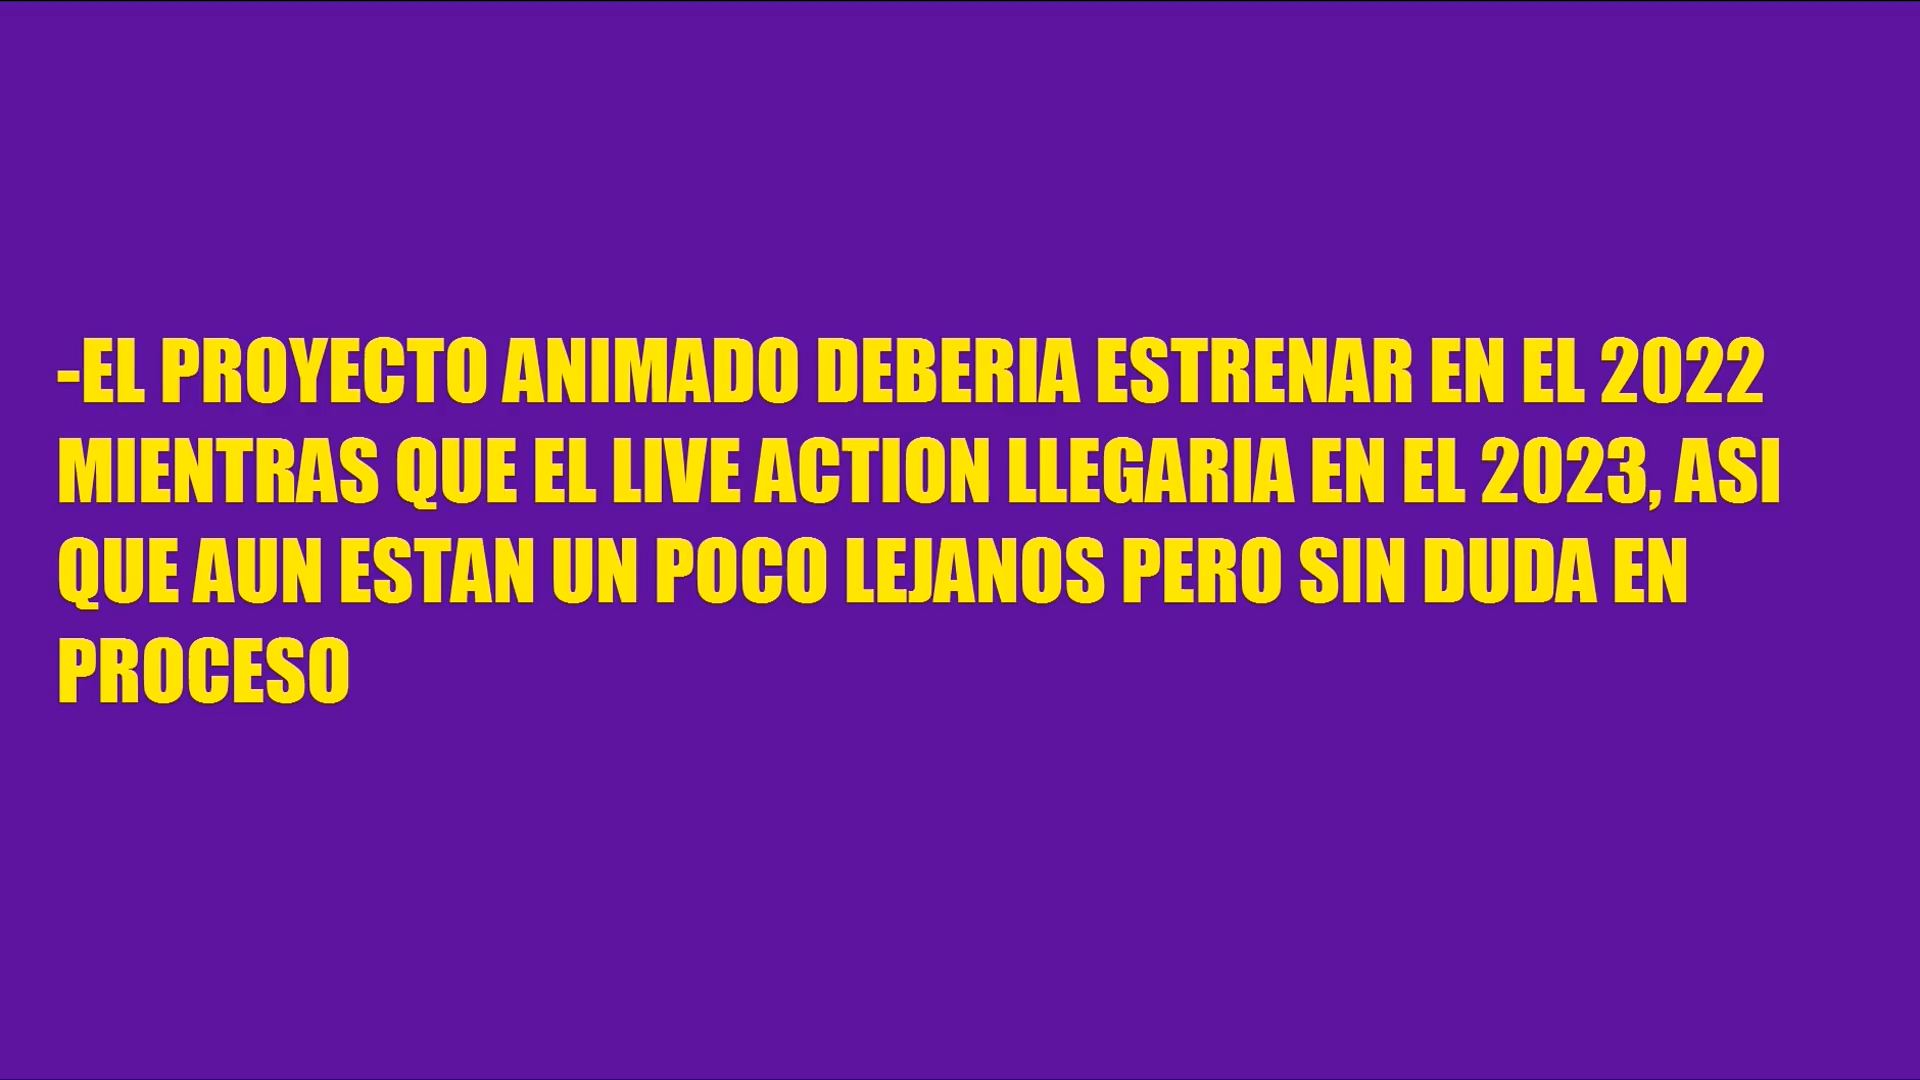 -EL PROYECTO ANIMADO DEBERIA ESTRENAR EN EL 2022
MIENTRAS QUE EL LIVE ACTION LLEGARIA EN EL 2023, ASI
QUE AUN ESTAN UN POCO LEJANOS PERO SIN DUDA EN
PROCESO